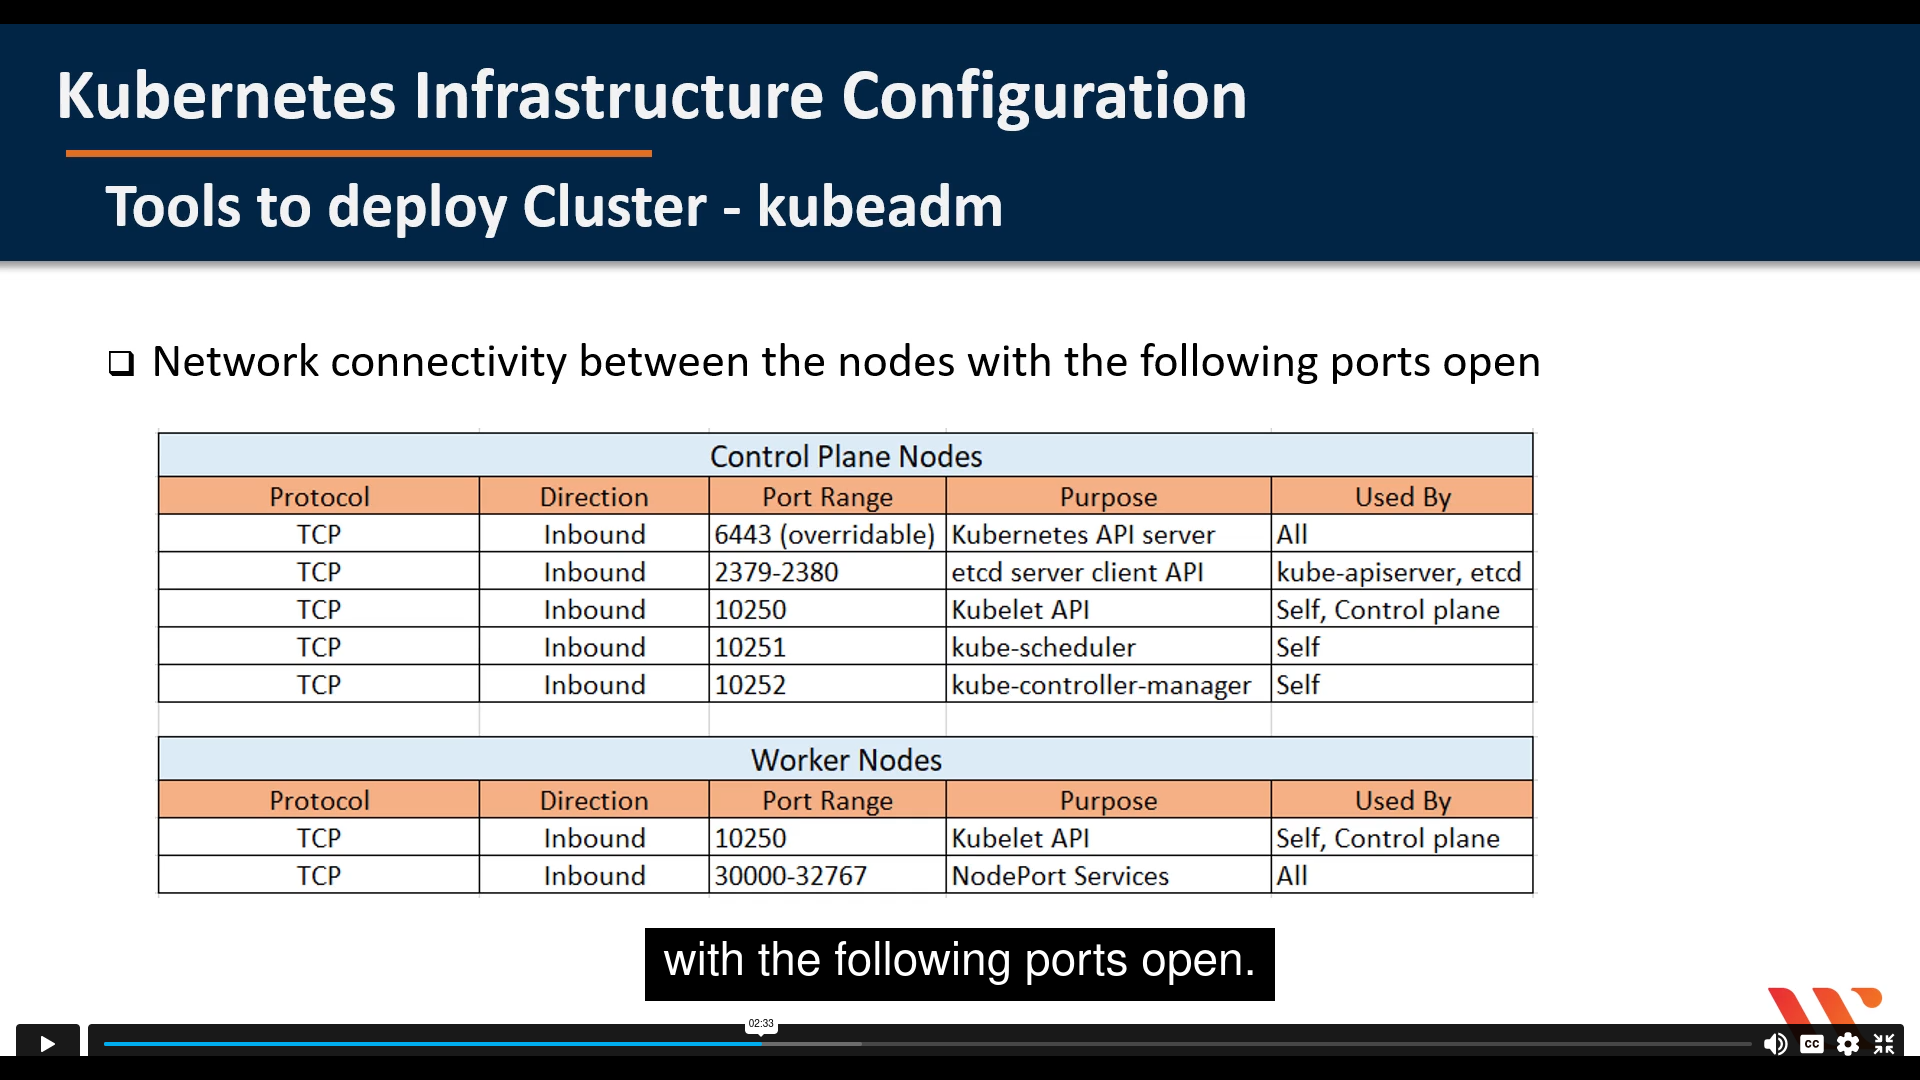 Kubernetes Infrastructure Configuration
Tools to deploy Cluster - kubeadm
Network connectivity between the nodes with the following ports open
Control Plane Nodes
Protocol Direction Port Range Purpose Used By
TCP Inbound 6443 (overridable) Kubernetes API server All
TCP Inbound 2379-2380 etcd server client API kube-apiserver, etcd
TCP Inbound 10250 Kubelet API Self, Control plane
TCP Inbound 10251 kube-scheduler Self
TCP Inbound 10252 kube-controller-manager Self
Worker Nodes
Protocol Direction Port Range Purpose Used By
TCP Inbound 10250 Kubelet API Self, Control plane
TCP Inbound 30000-32767 NodePort Services All
with the following ports open.
02:33
CC